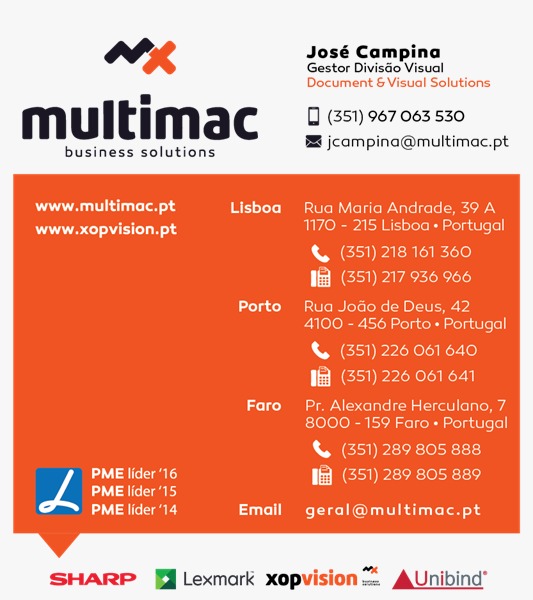 José Campina
Gestor Divisão Visual
Document & Visual Solutions
multimac
business solutions
(351) 967 063 530
jcampina@multimac.pt
www.multimac.pt
www.xopvision.pt
Lisboa
Rua Maria Andrade, 39 A
1170 - 215 Lisboa • Portugal
(351) 218 161 360
(351) 217 936 966
Porto
Rua João de Deus, 42
4100 - 456 Porto • Portugal
(351) 226 061 640
(351) 226 061 641
Faro
Pr. Alexandre Herculano, 7
8000 - 159 Faro • Portugal
(351) 289 805 888
(351) 289 805 889
PME líder ‘16
PME líder ‘15
PME líder ‘14
Email
geral@multimac.pt
SHARP
Lexmark™
xopvision
business solutions
Unibind®